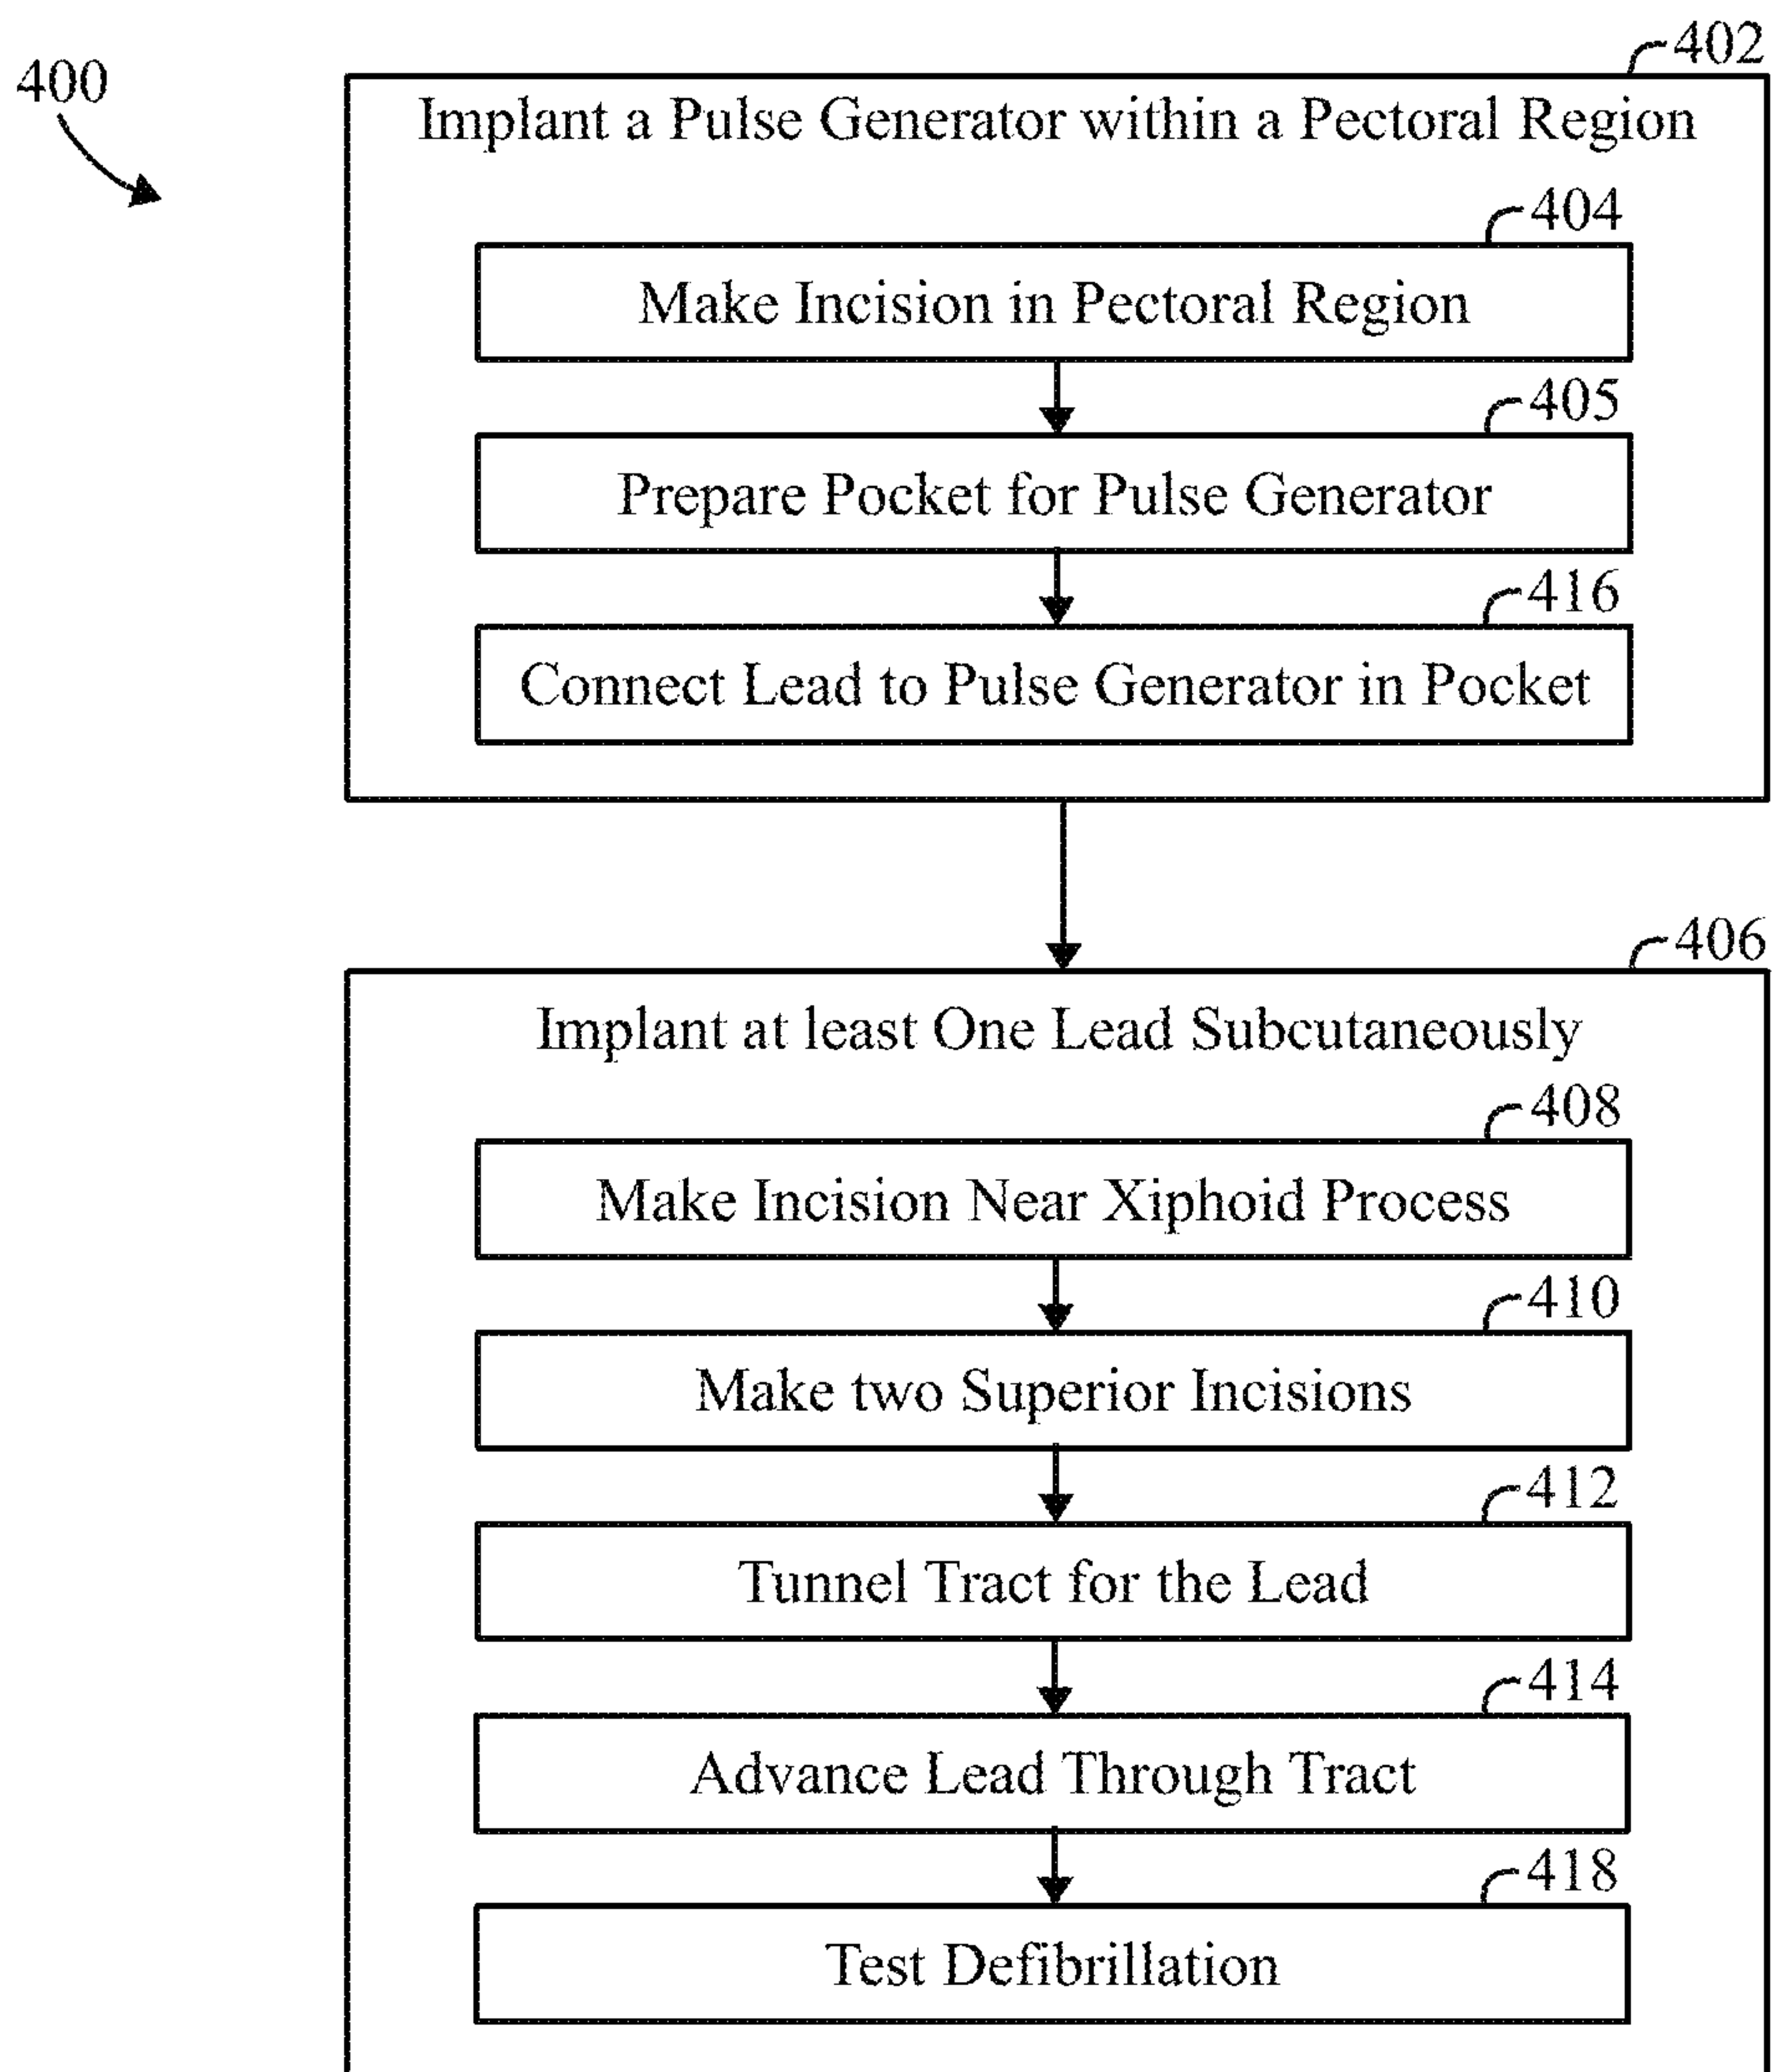 400
402
Implant a Pulse Generator within a Pectoral Region
404
Make Incision in Pectoral Region
405
Prepare Pocket for Pulse Generator
416
Connect Lead to Pulse Generator in Pocket
406
Implant at least One Lead Subcutaneously
408
Make Incision Near Xiphoid Process
410
Make two Superior Incisions
412
Tunnel Tract for the Lead
414
Advance Lead Through Tract
418
Test Defibrillation